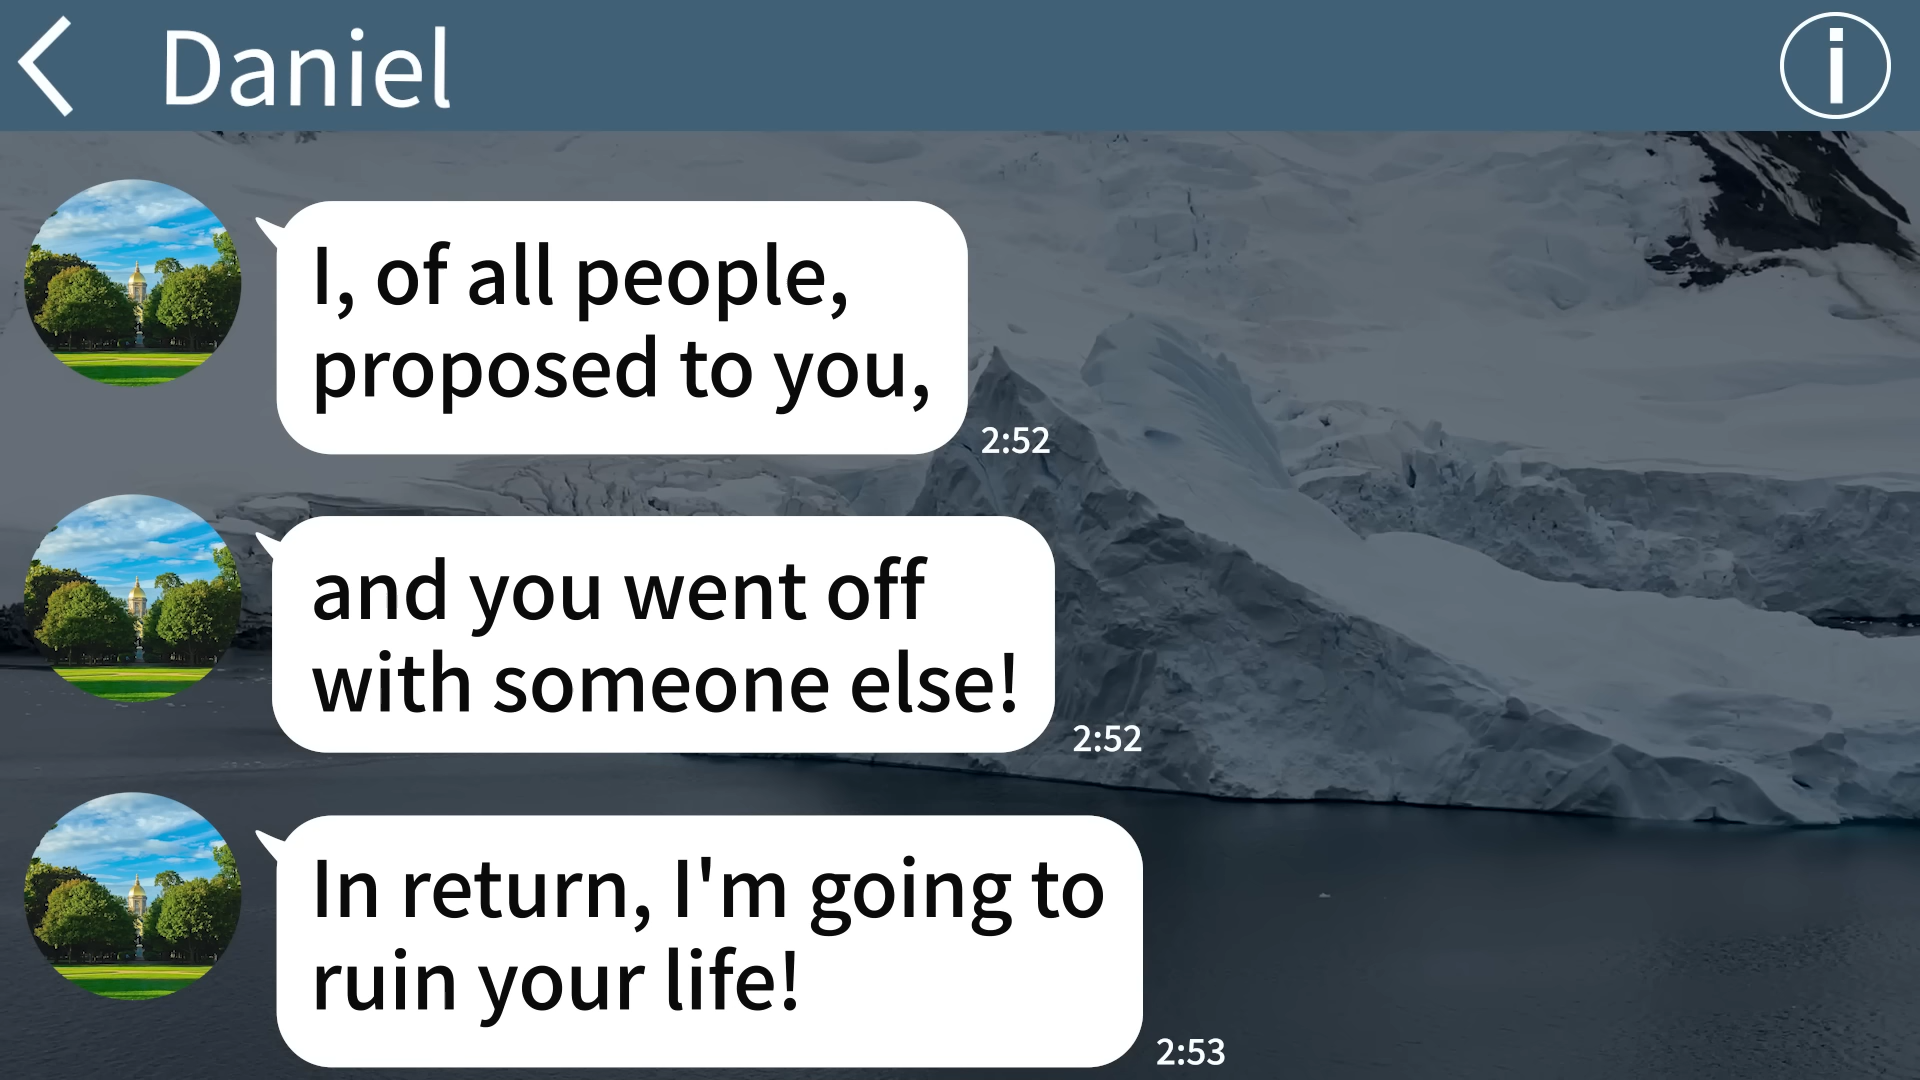 Daniel
I, of all people,
proposed to you,
2:52
and you went off
with someone else!
2:52
In return, I'm going to
ruin your life!
2:53